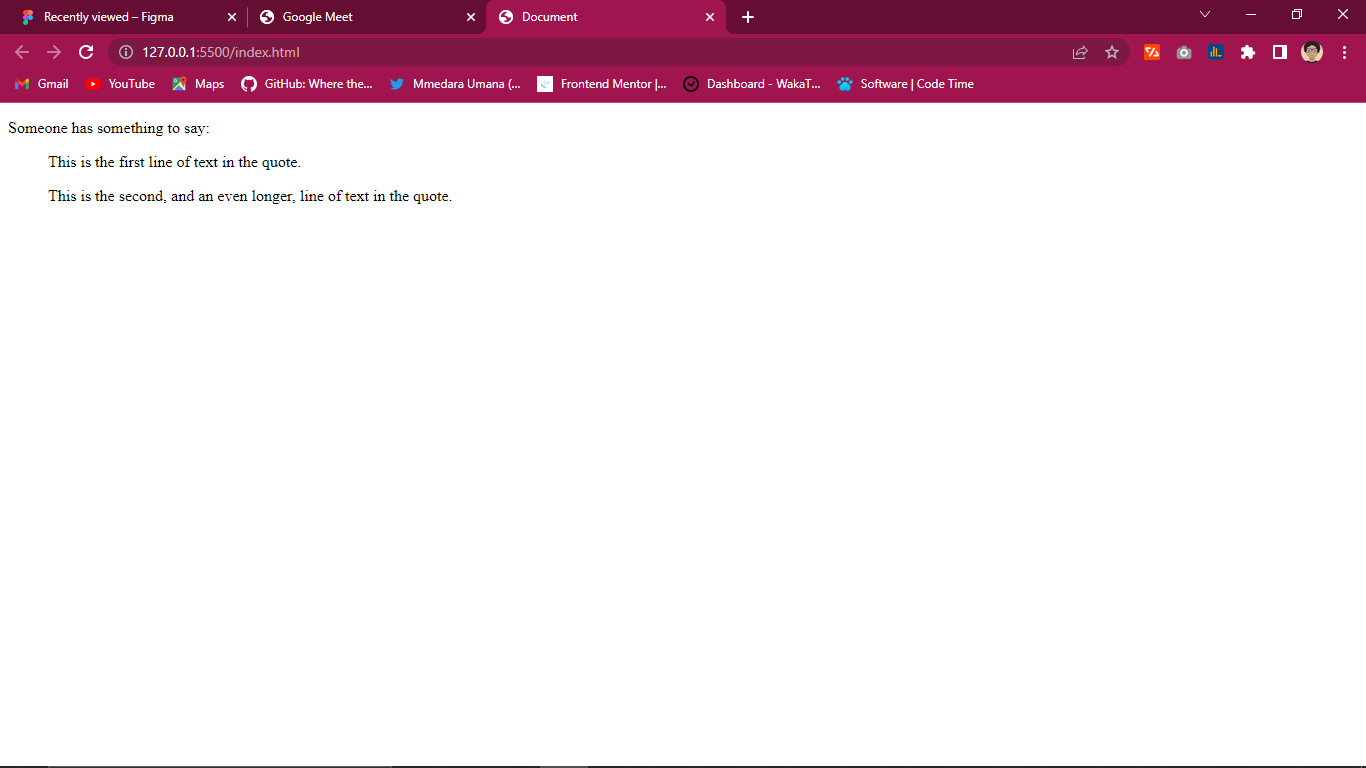 Recently viewed – Figma
Google Meet
Document
127.0.0.1:5500/index.html
Gmail
YouTube
Maps
GitHub: Where the...
Mmedara Umana (...
Frontend Mentor |...
Dashboard - WakaT...
Software | Code Time
Someone has something to say:
This is the first line of text in the quote.
This is the second, and an even longer, line of text in the quote.